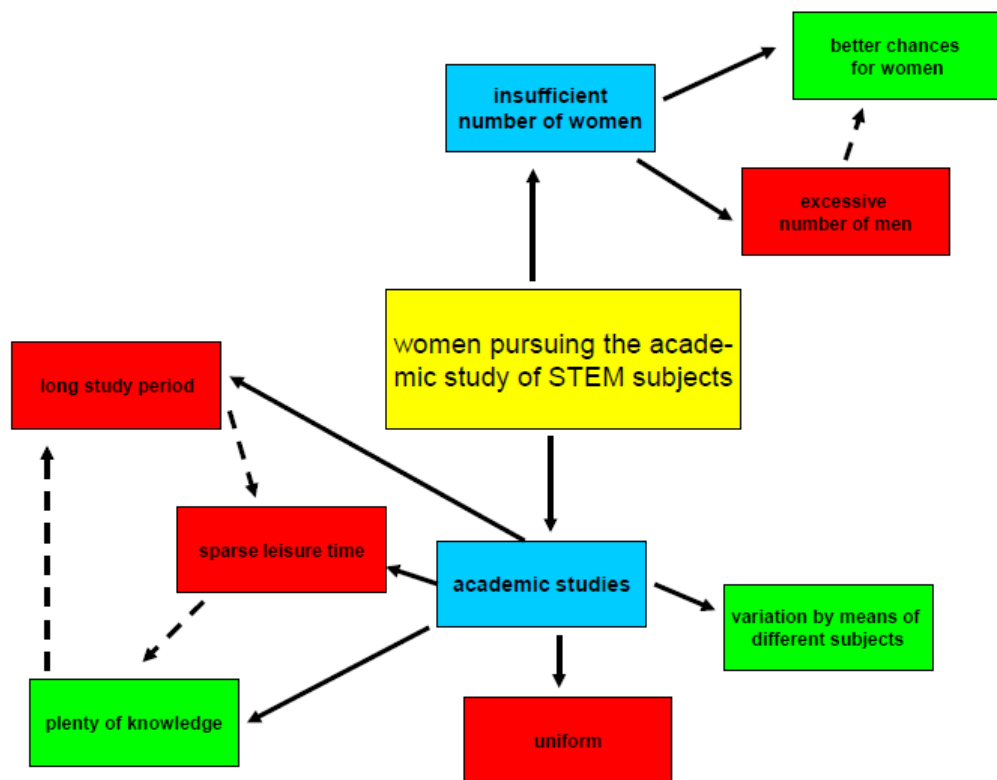 better chances
for women
insufficient
number of women
excessive
number of men
women pursuing the acade-
mic study of STEM subjects
long study period
sparse leisure time
academic studies
variation by means of
different subjects
plenty of knowledge
uniform